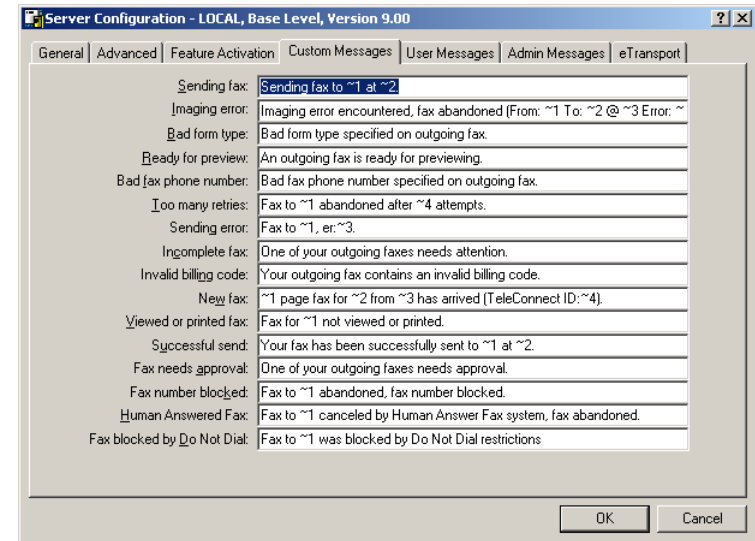 Server Configuration - LOCAL, Base Level, Version 9.00
General Advanced Feature Activation Custom Messages User Messages Admin Messages eTransport
Sending fax: Sending fax to ~1 at ~2.
Imaging error: Imaging error encountered, fax abandoned (From: ~1 To: ~2 @ ~3 Error: ~
Bad form type: Bad form type specified on outgoing fax.
Ready for preview: An outgoing fax is ready for previewing.
Bad fax phone number: Bad fax phone number specified on outgoing fax.
Too many retries: Fax to ~1 abandoned after ~4 attempts.
Sending error: Fax to ~1, er:~3.
Incomplete fax: One of your outgoing faxes needs attention.
Invalid billing code: Your outgoing fax contains an invalid billing code.
New fax: ~1 page fax for ~2 from ~3 has arrived (TeleConnect ID:~4).
Viewed or printed fax: Fax for ~1 not viewed or printed.
Successful send: Your fax has been successfully sent to ~1 at ~2.
Fax needs approval: One of your outgoing faxes needs approval.
Fax number blocked: Fax to ~1 abandoned, fax number blocked.
Human Answered Fax: Fax to ~1 canceled by Human Answer Fax system, fax abandoned.
Fax blocked by Do Not Dial: Fax to ~1 was blocked by Do Not Dial restrictions
OK Cancel